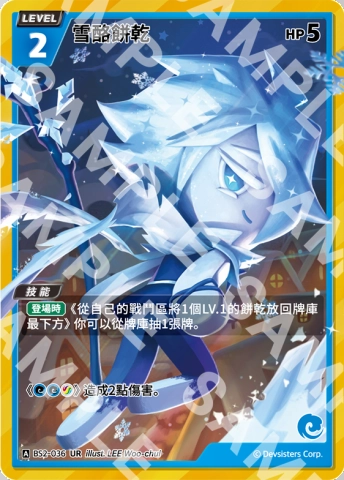 LEVEL
2
雪酪餅乾
HP 5
技能
登場時《從自己的戰鬥區將1個LV.1的餅乾放回牌庫
最下方》你可以從牌庫抽1張牌。
《》造成2點傷害。
A BS2-036 UR illust. LEE Woo-chul
© Devsisters Corp.
SAMPLE